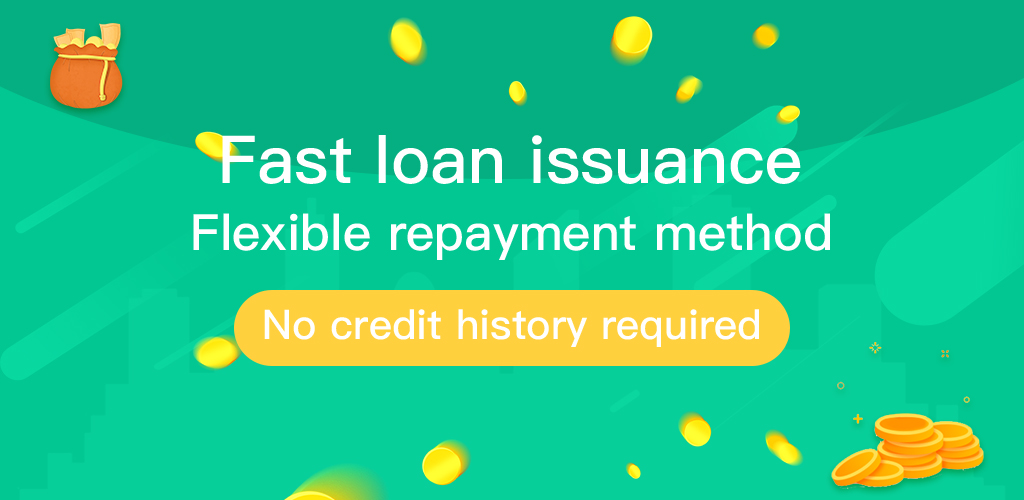 Fast loan issuance
Flexible repayment method
No credit history required